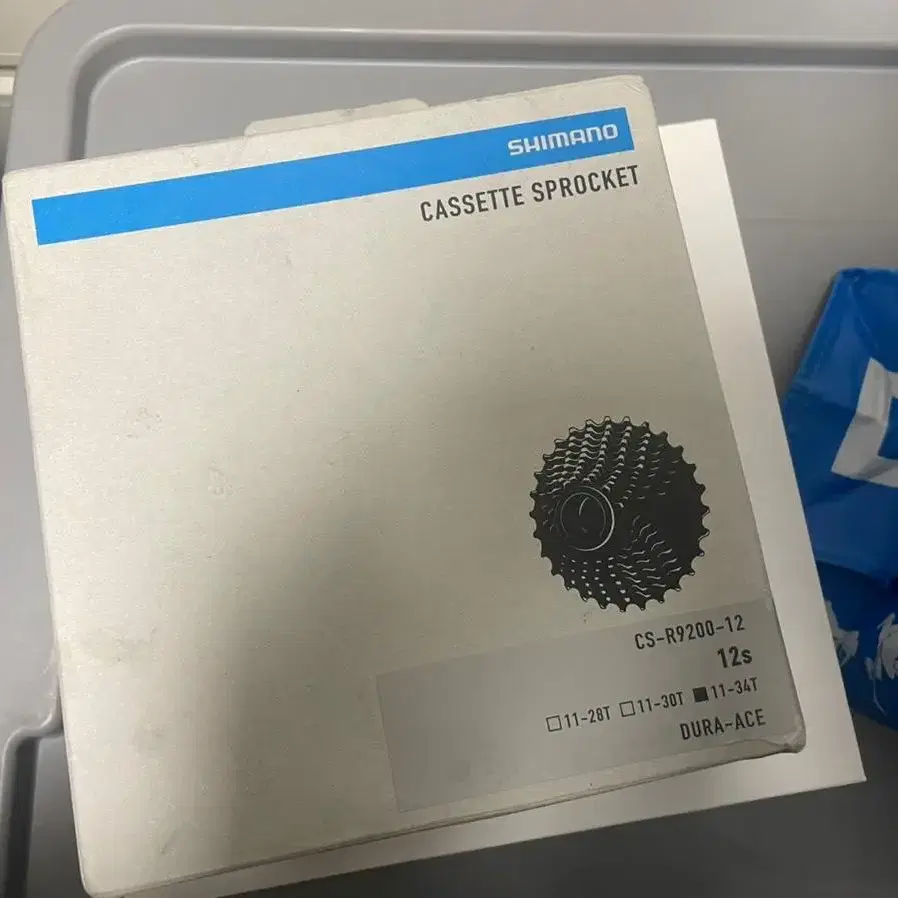 SHIMANO
CASSETTE SPROCKET
CS-R9200-12
12s
□11-28T □11-30T ■11-34T
DURA-ACE